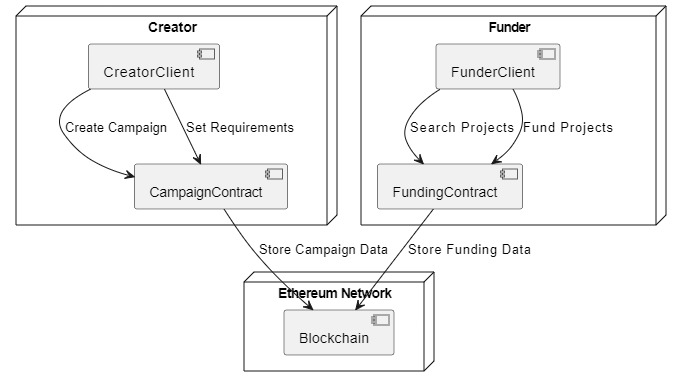 Creator
Funder
CreatorClient
FunderClient
Create Campaign
Set Requirements
Search Projects
Fund Projects
CampaignContract
FundingContract
Store Campaign Data
Store Funding Data
Ethereum Network
Blockchain